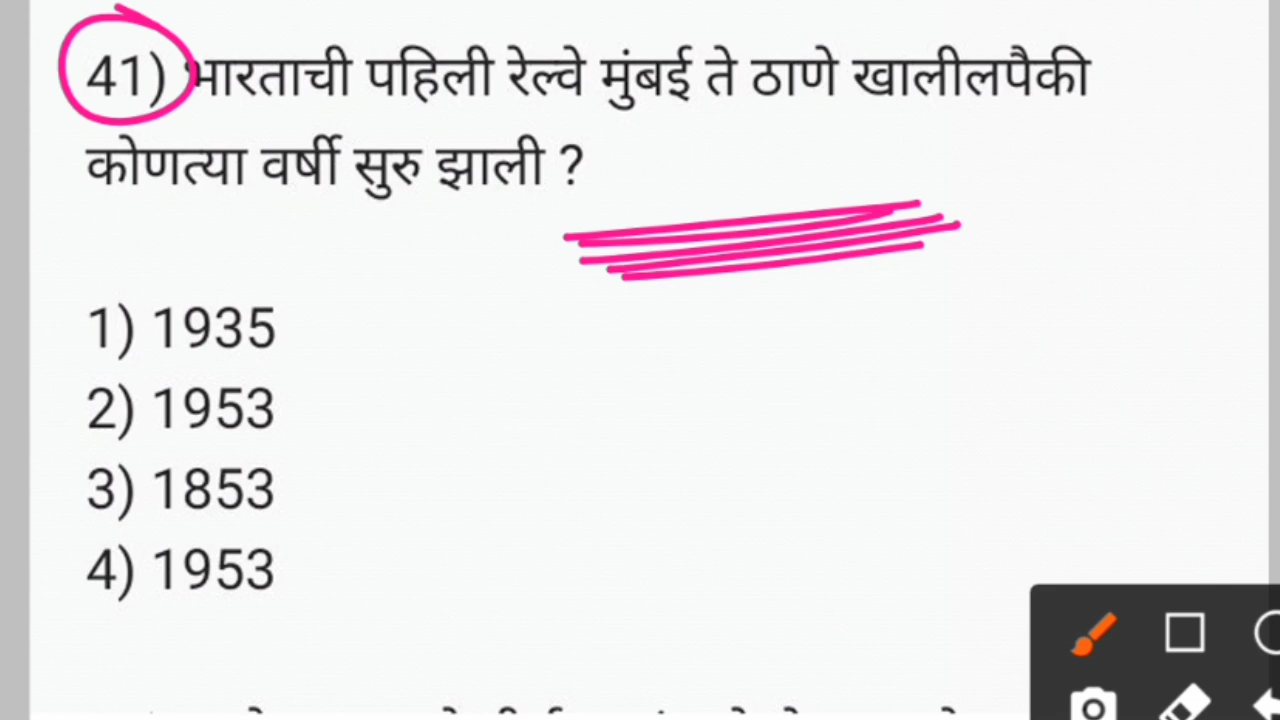 41) भारताची पहिली रेल्वे मुंबई ते ठाणे खालीलपैकी
कोणत्या वर्षी सुरु झाली ?
1) 1935
2) 1953
3) 1853
4) 1953